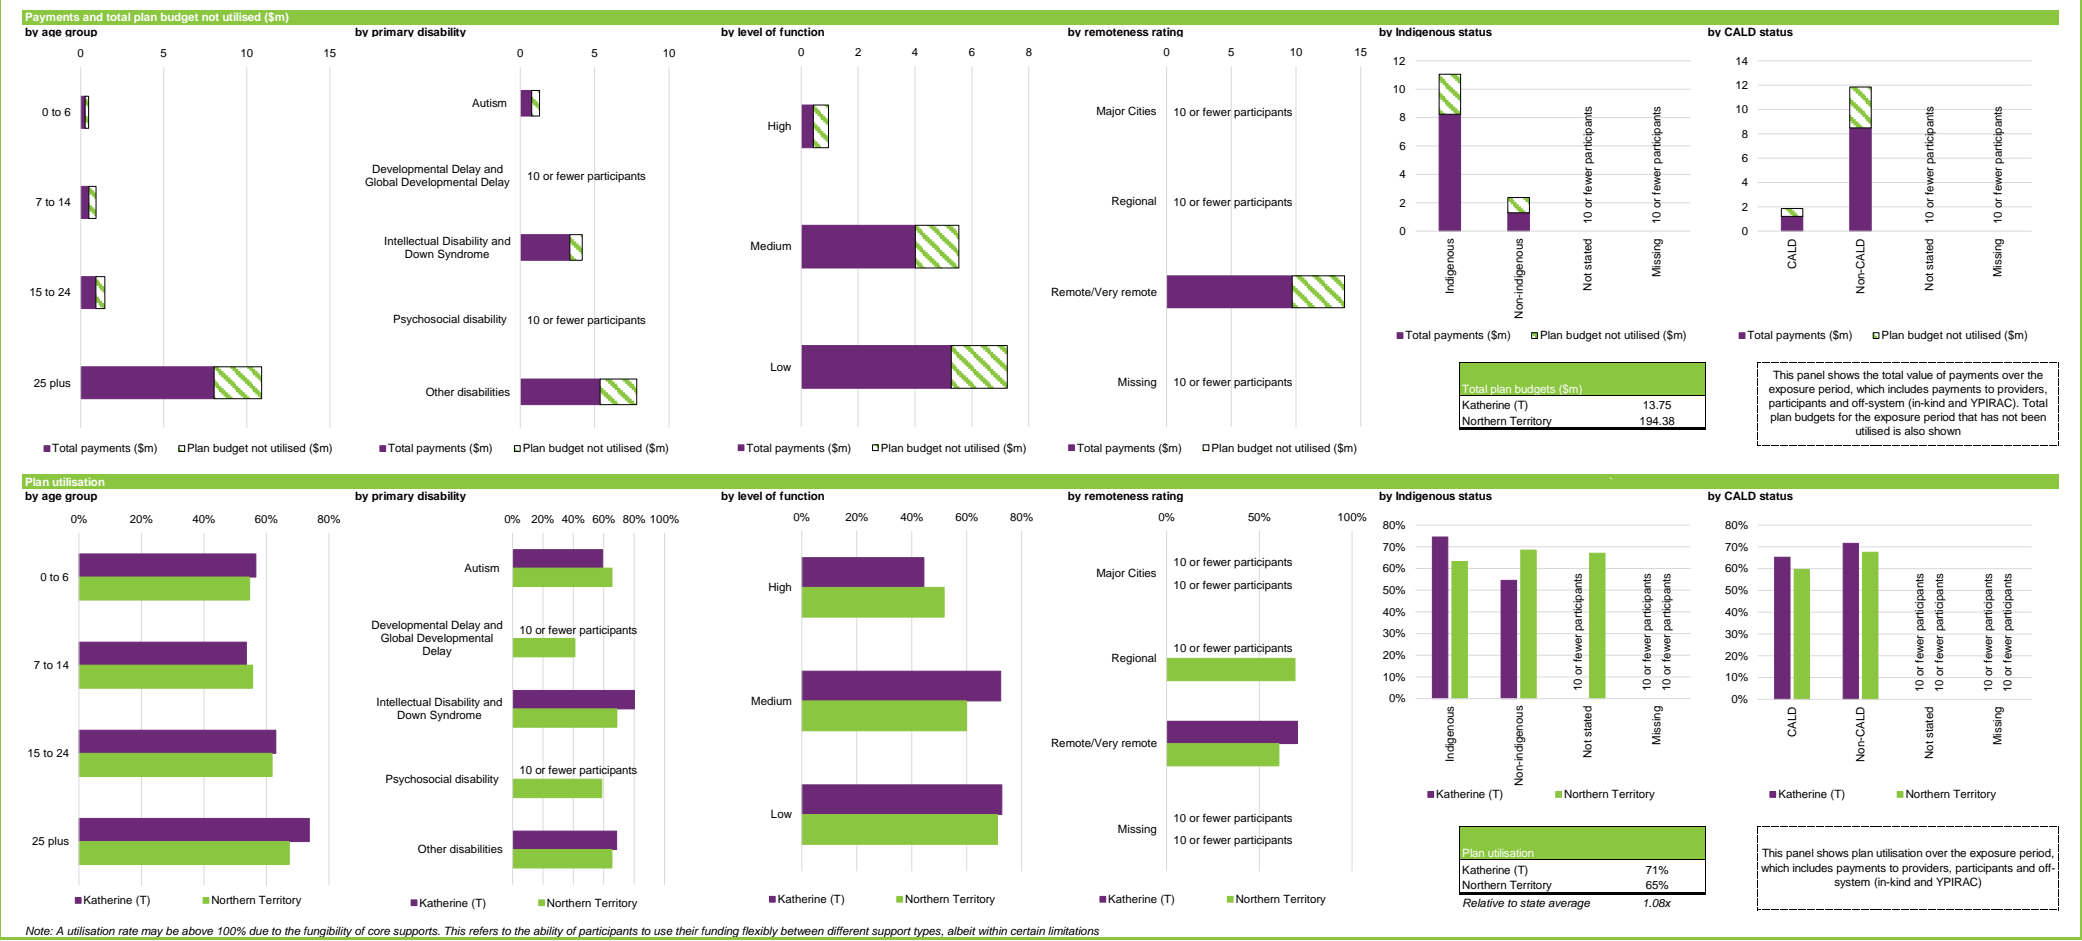 Payments and total plan budget not utilised ($m)
by age group
0 5 10 15
0 to 6
7 to 14
15 to 24
25 plus
Total payments ($m) Plan budget not utilised ($m)
by primary disability
0 5 10
Autism
Developmental Delay and
Global Developmental Delay
10 or fewer participants
Intellectual Disability and
Down Syndrome
Psychosocial disability
10 or fewer participants
Other disabilities
Total payments ($m) Plan budget not utilised ($m)
by level of function
0 2 4 6 8
High
Medium
Low
Total payments ($m) Plan budget not utilised ($m)
by remoteness rating
0 5 10 15
Major Cities 10 or fewer participants
Regional 10 or fewer participants
Remote/Very remote
Missing 10 or fewer participants
Total payments ($m) Plan budget not utilised ($m)
by Indigenous status
12
10
8
6
4
2
0
10 or fewer participants
10 or fewer participants
Indigenous
Non-indigenous
Not stated
Missing
Total payments ($m) Plan budget not utilised ($m)
Total plan budgets ($m)
Katherine (T) 13.75
Northern Territory 194.38
by CALD status
14
12
10
8
6
4
2
0
10 or fewer participants
10 or fewer participants
CALD
Non-CALD
Not stated
Missing
Total payments ($m) Plan budget not utilised ($m)
This panel shows the total value of payments over the
exposure period, which includes payments to providers,
participants and off-system (in-kind and YPIRAC). Total
plan budgets for the exposure period that has not been
utilised is also shown
Plan utilisation
by age group
0% 20% 40% 60% 80%
0 to 6
7 to 14
15 to 24
25 plus
Katherine (T) Northern Territory
by primary disability
0% 20% 40% 60% 80% 100%
Autism
Developmental Delay and
Global Developmental
Delay
10 or fewer participants
Intellectual Disability and
Down Syndrome
Psychosocial disability
10 or fewer participants
Other disabilities
Katherine (T) Northern Territory
by level of function
0% 20% 40% 60% 80%
High
Medium
Low
Katherine (T) Northern Territory
by remoteness rating
0% 50% 100%
Major Cities
10 or fewer participants
10 or fewer participants
Regional
10 or fewer participants
Remote/Very remote
Missing
10 or fewer participants
10 or fewer participants
Katherine (T) Northern Territory
by Indigenous status
80%
70%
60%
50%
40%
30%
20%
10%
0%
10 or fewer participants
10 or fewer participants
10 or fewer participants
Indigenous
Non-indigenous
Not stated
Missing
Katherine (T) Northern Territory
Plan utilisation
Katherine (T) 71%
Northern Territory 65%
Relative to state average 1.08x
by CALD status
80%
70%
60%
50%
40%
30%
20%
10%
0%
10 or fewer participants
10 or fewer participants
10 or fewer participants
10 or fewer participants
CALD
Non-CALD
Not stated
Missing
Katherine (T) Northern Territory
This panel shows plan utilisation over the exposure period,
which includes payments to providers, participants and off-
system (in-kind and YPIRAC)
Note: A utilisation rate may be above 100% due to the fungibility of core supports. This refers to the ability of participants to use their funding flexibly between different support types, albeit within certain limitations